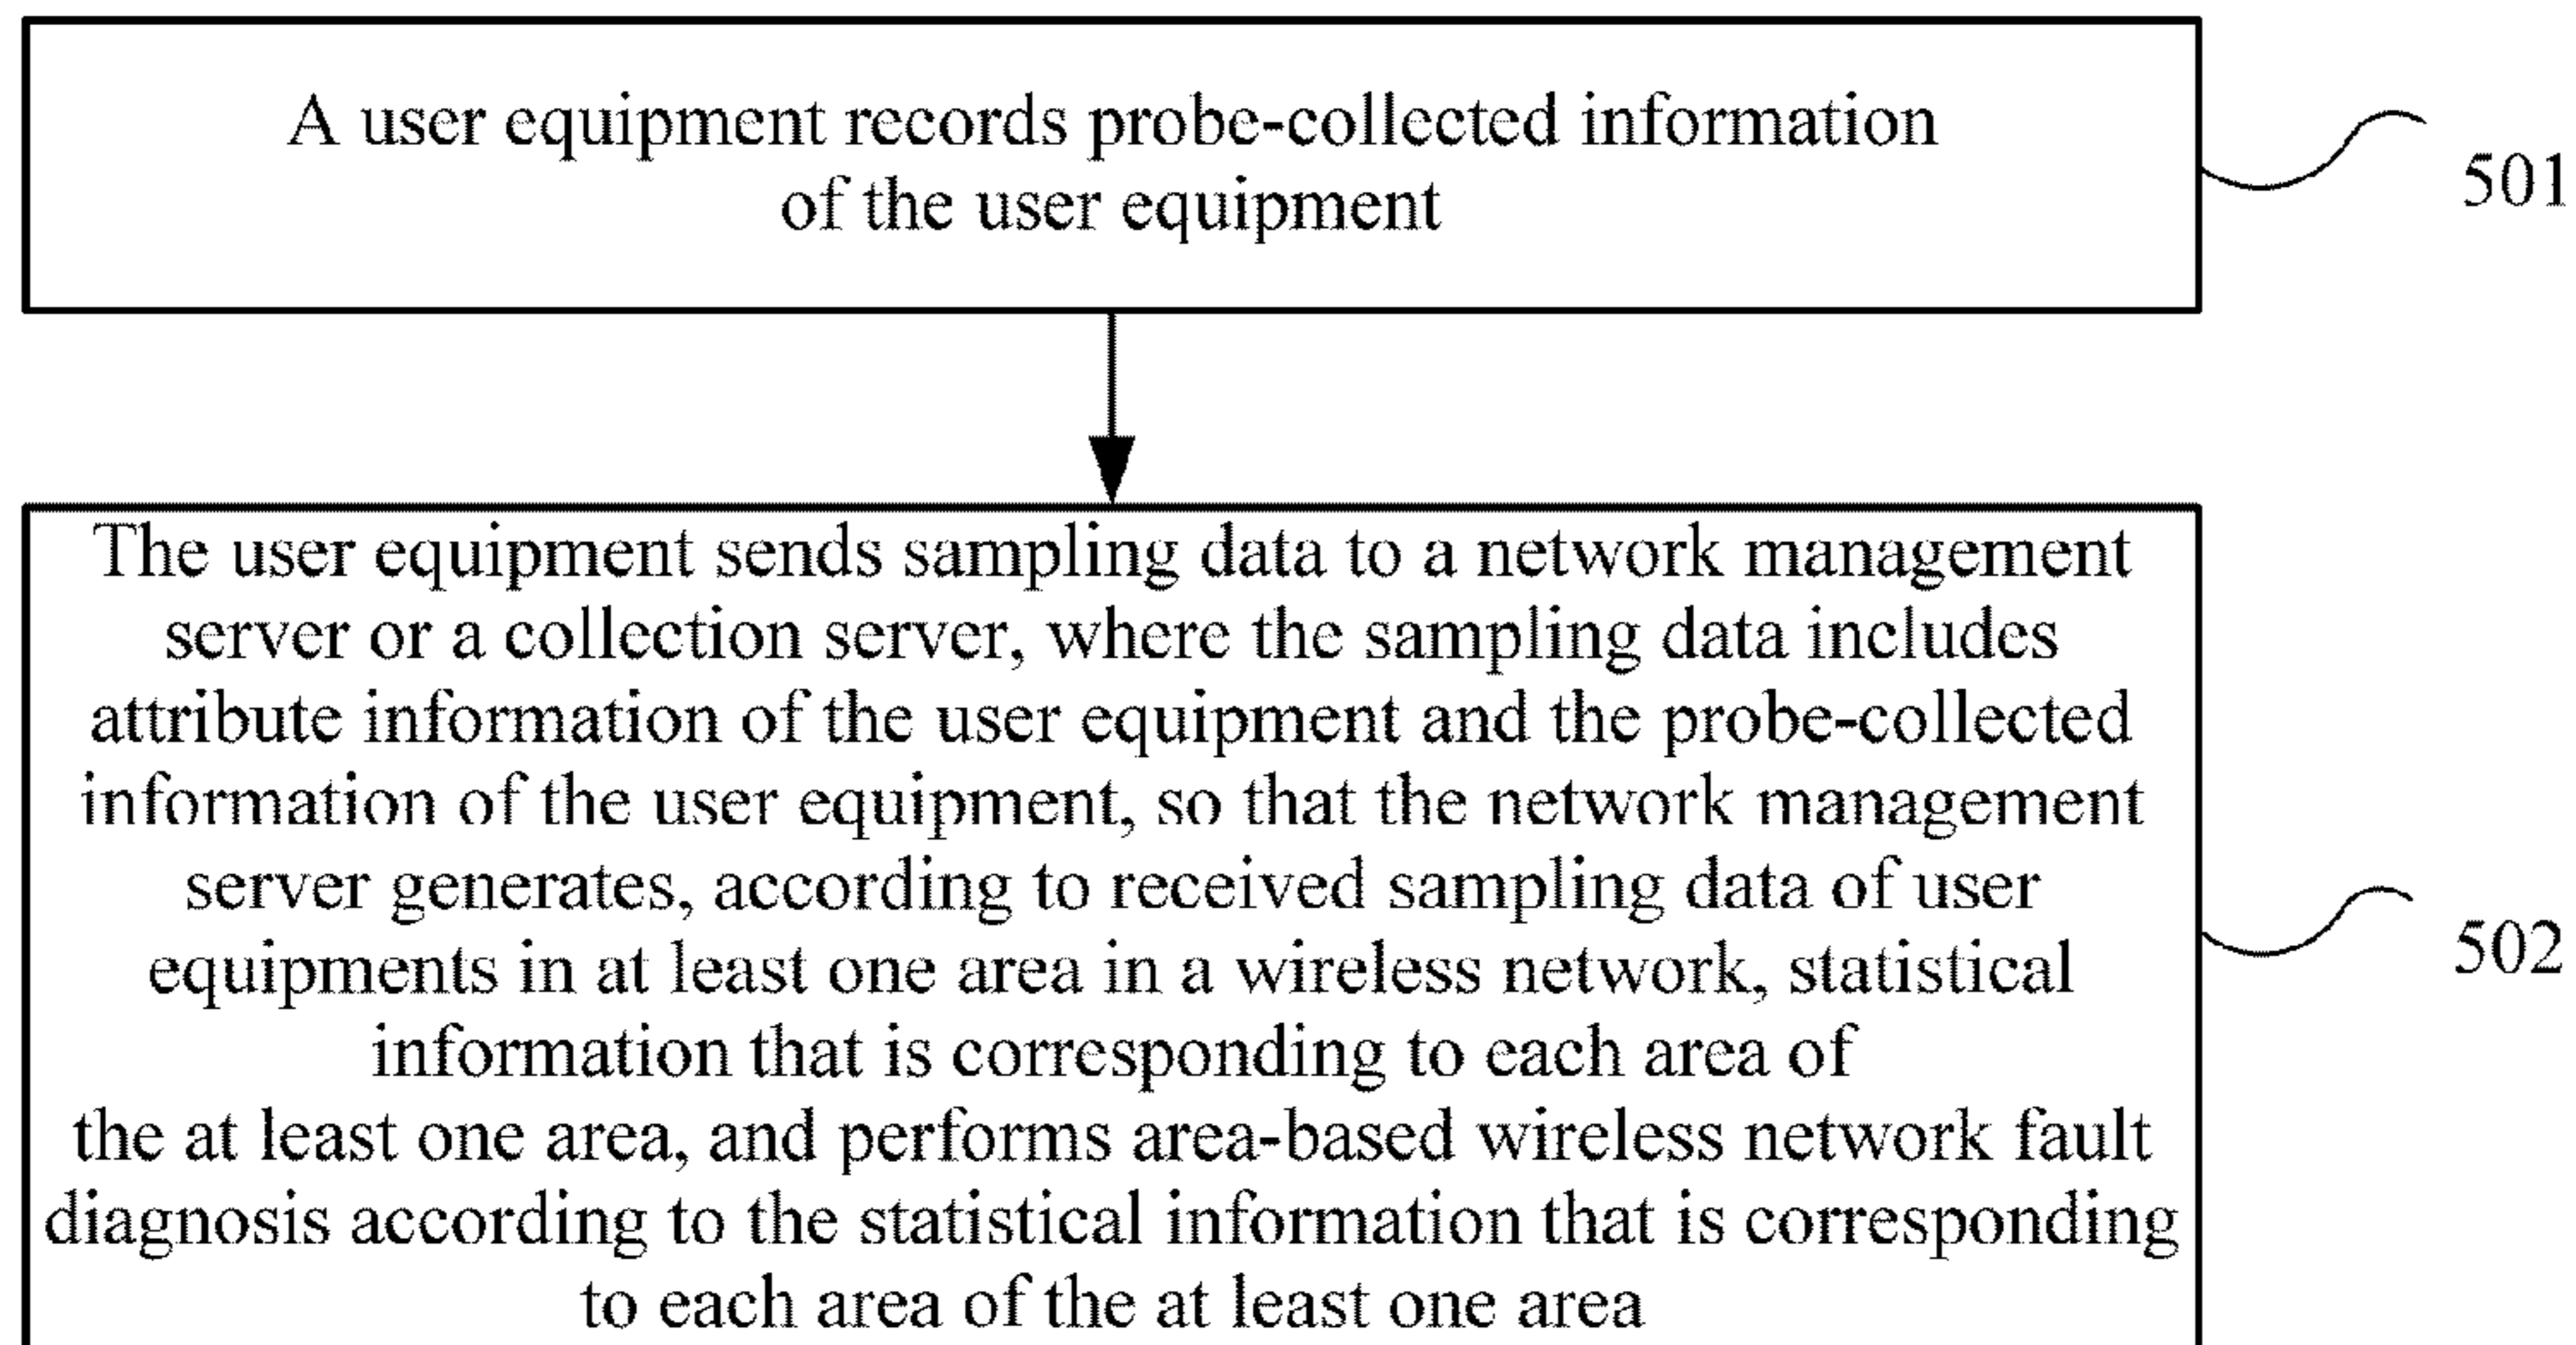 A user equipment records probe-collected information
of the user equipment
501
The user equipment sends sampling data to a network management
server or a collection server, where the sampling data includes
attribute information of the user equipment and the probe-collected
information of the user equipment, so that the network management
server generates, according to received sampling data of user
equipments in at least one area in a wireless network, statistical
information that is corresponding to each area of
the at least one area, and performs area-based wireless network fault
diagnosis according to the statistical information that is corresponding
to each area of the at least one area
502